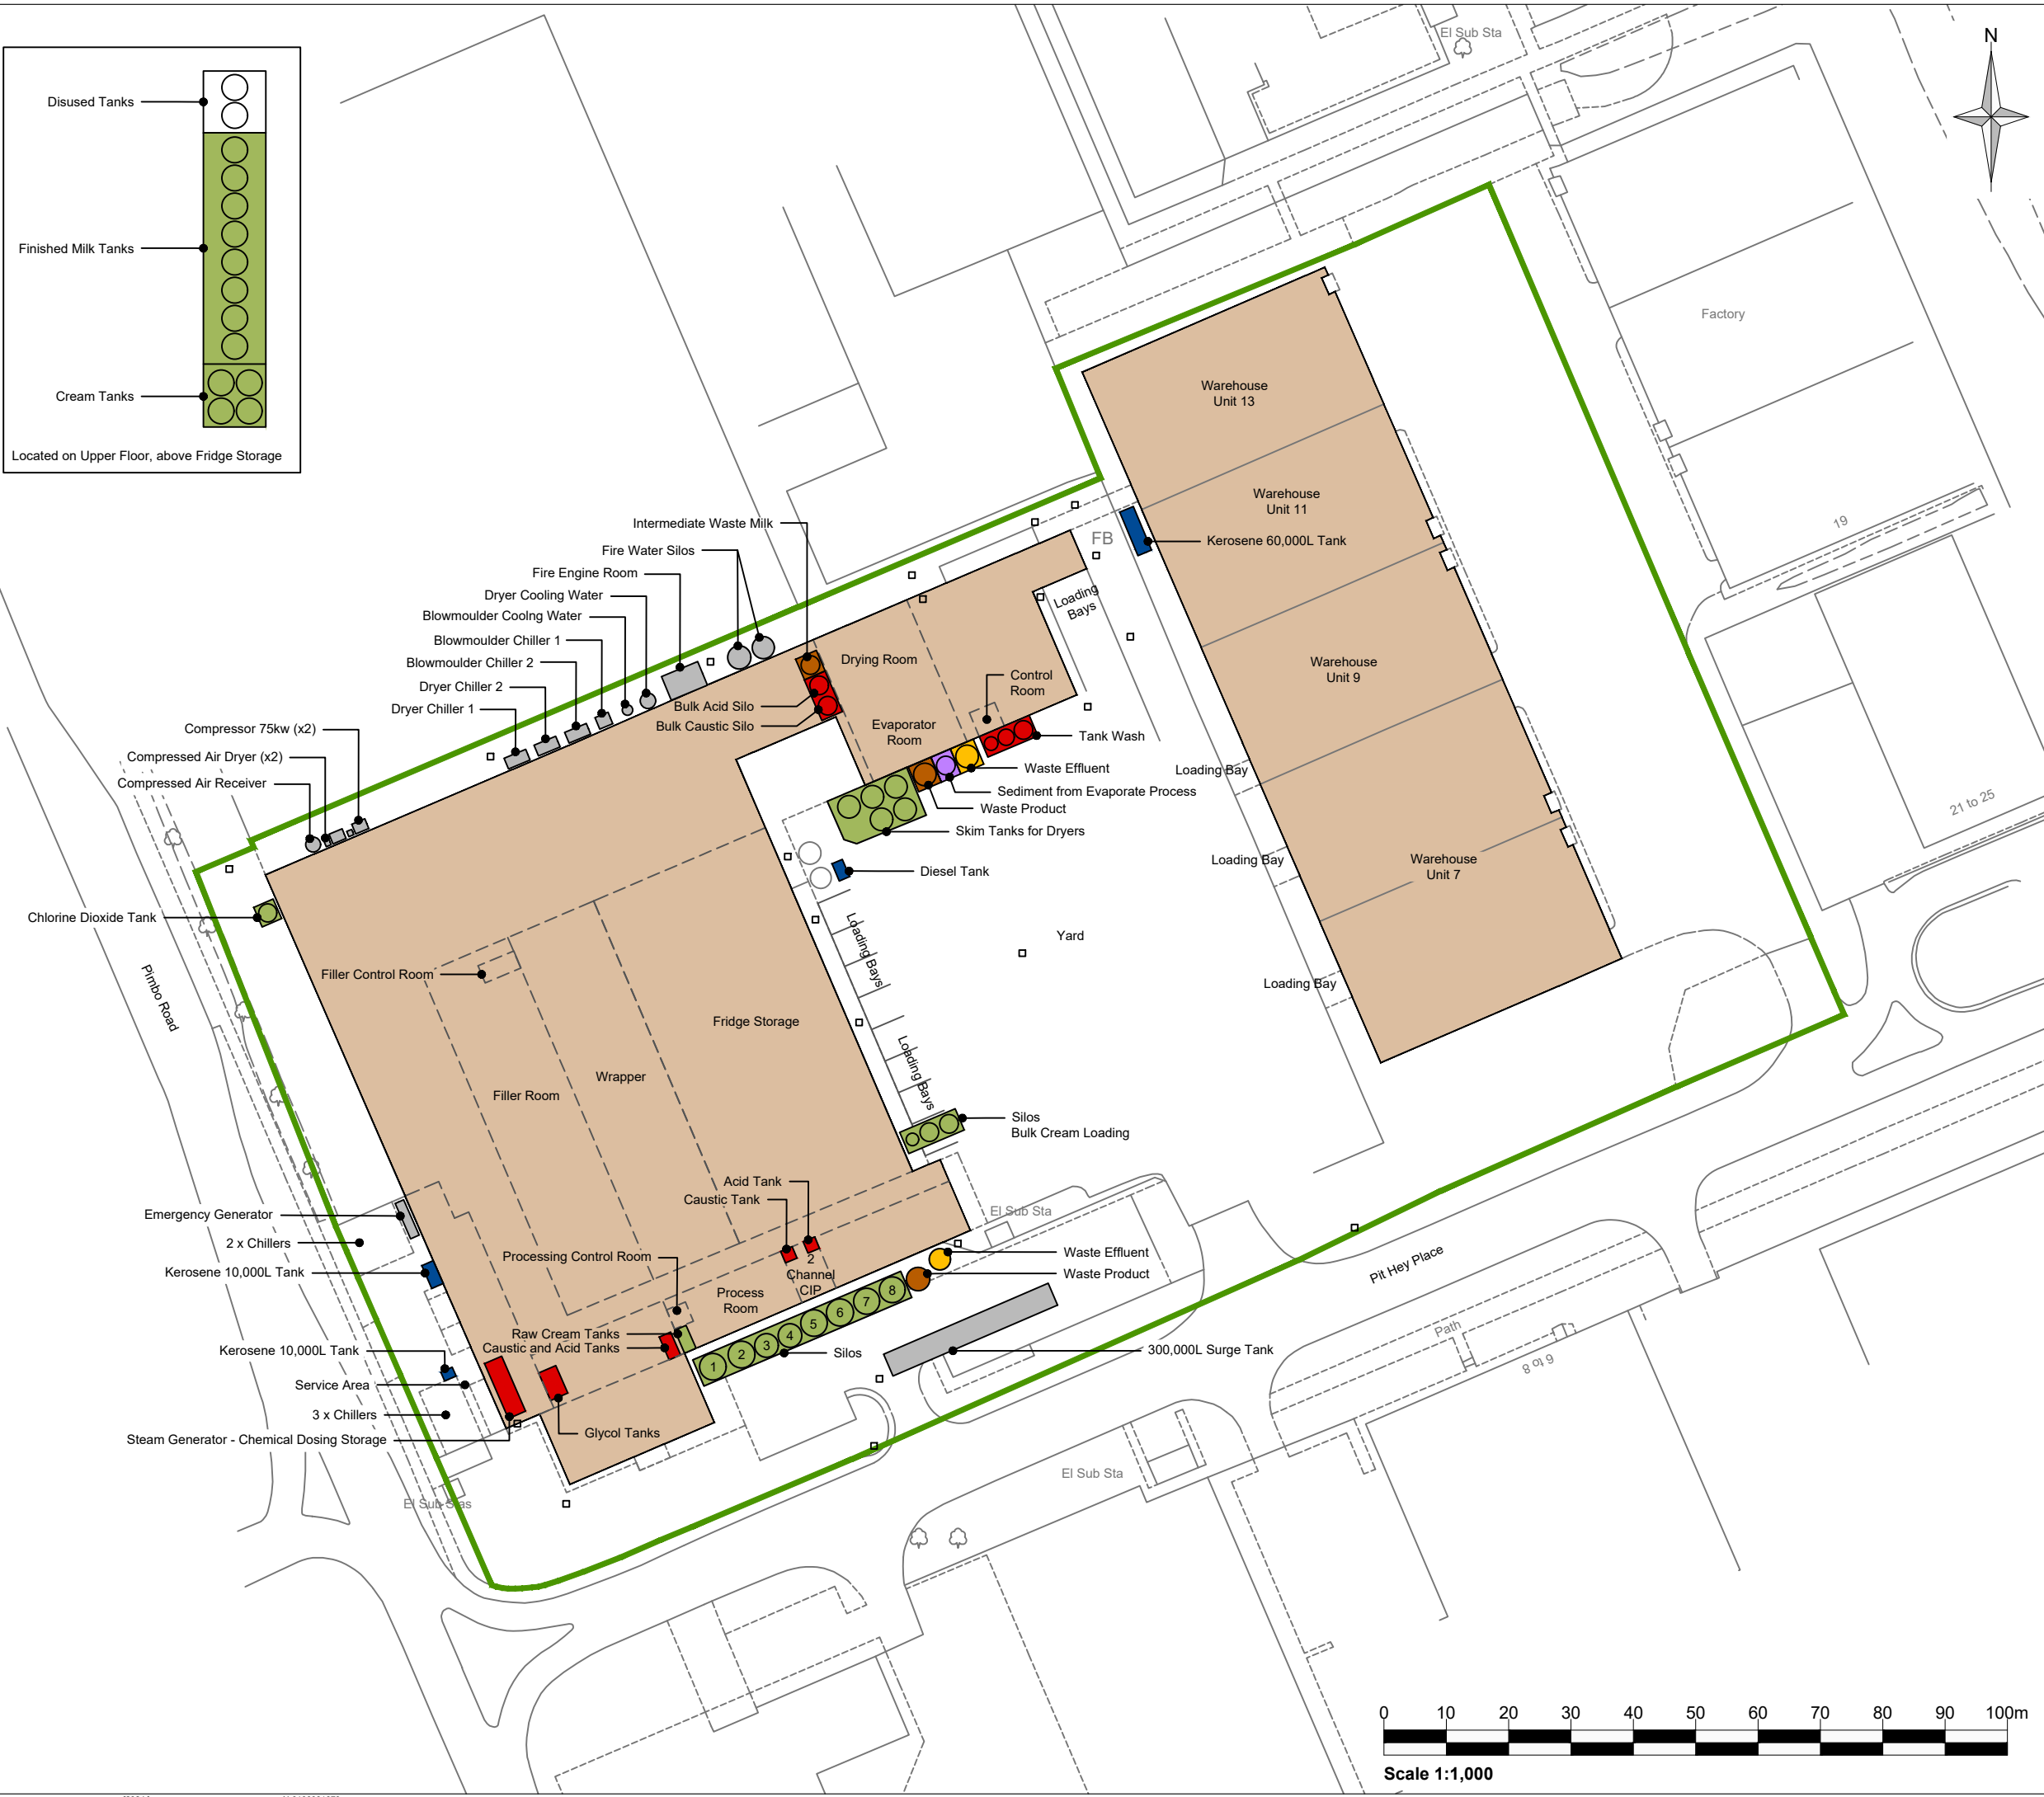 El Sub Sta
N
Disused Tanks
Finished Milk Tanks
Cream Tanks
Located on Upper Floor, above Fridge Storage
Factory
Warehouse
Unit 13
Warehouse
Unit 11
Kerosene 60,000L Tank
FB
19
Intermediate Waste Milk
Fire Water Silos
Fire Engine Room
Dryer Cooling Water
Blowmoulder Coolng Water
Blowmoulder Chiller 1
Blowmoulder Chiller 2
Dryer Chiller 2
Dryer Chiller 1
Compressor 75kw (x2)
Compressed Air Dryer (x2)
Compressed Air Receiver
Loading
Bays
Drying Room
Control
Room
Bulk Acid Silo
Bulk Caustic Silo
Evaporator
Room
Tank Wash
Waste Effluent
Sediment from Evaporate Process
Waste Product
Skim Tanks for Dryers
Diesel Tank
Warehouse
Unit 9
Loading Bay
21 to 25
Loading Bay
Warehouse
Unit 7
Chlorine Dioxide Tank
Pimbo Road
Filler Control Room
Loading Bays
Yard
Loading Bay
Fridge Storage
Wrapper
Filler Room
Loading Bays
Silos
Bulk Cream Loading
Acid Tank
Caustic Tank
El Sub Sta
Emergency Generator
2 x Chillers
Kerosene 10,000L Tank
Processing Control Room
2
Channel
CIP
Process
Room
Waste Effluent
Waste Product
Pit Hey Place
1 2 3 4 5 6 7 8
Raw Cream Tanks
Caustic and Acid Tanks
Silos
300,000L Surge Tank
Path
6 to 8
Kerosene 10,000L Tank
Service Area
3 x Chillers
Steam Generator - Chemical Dosing Storage
Glycol Tanks
El Sub Sta
El Sub Stas
0 10 20 30 40 50 60 70 80 90 100m
Scale 1:1,000